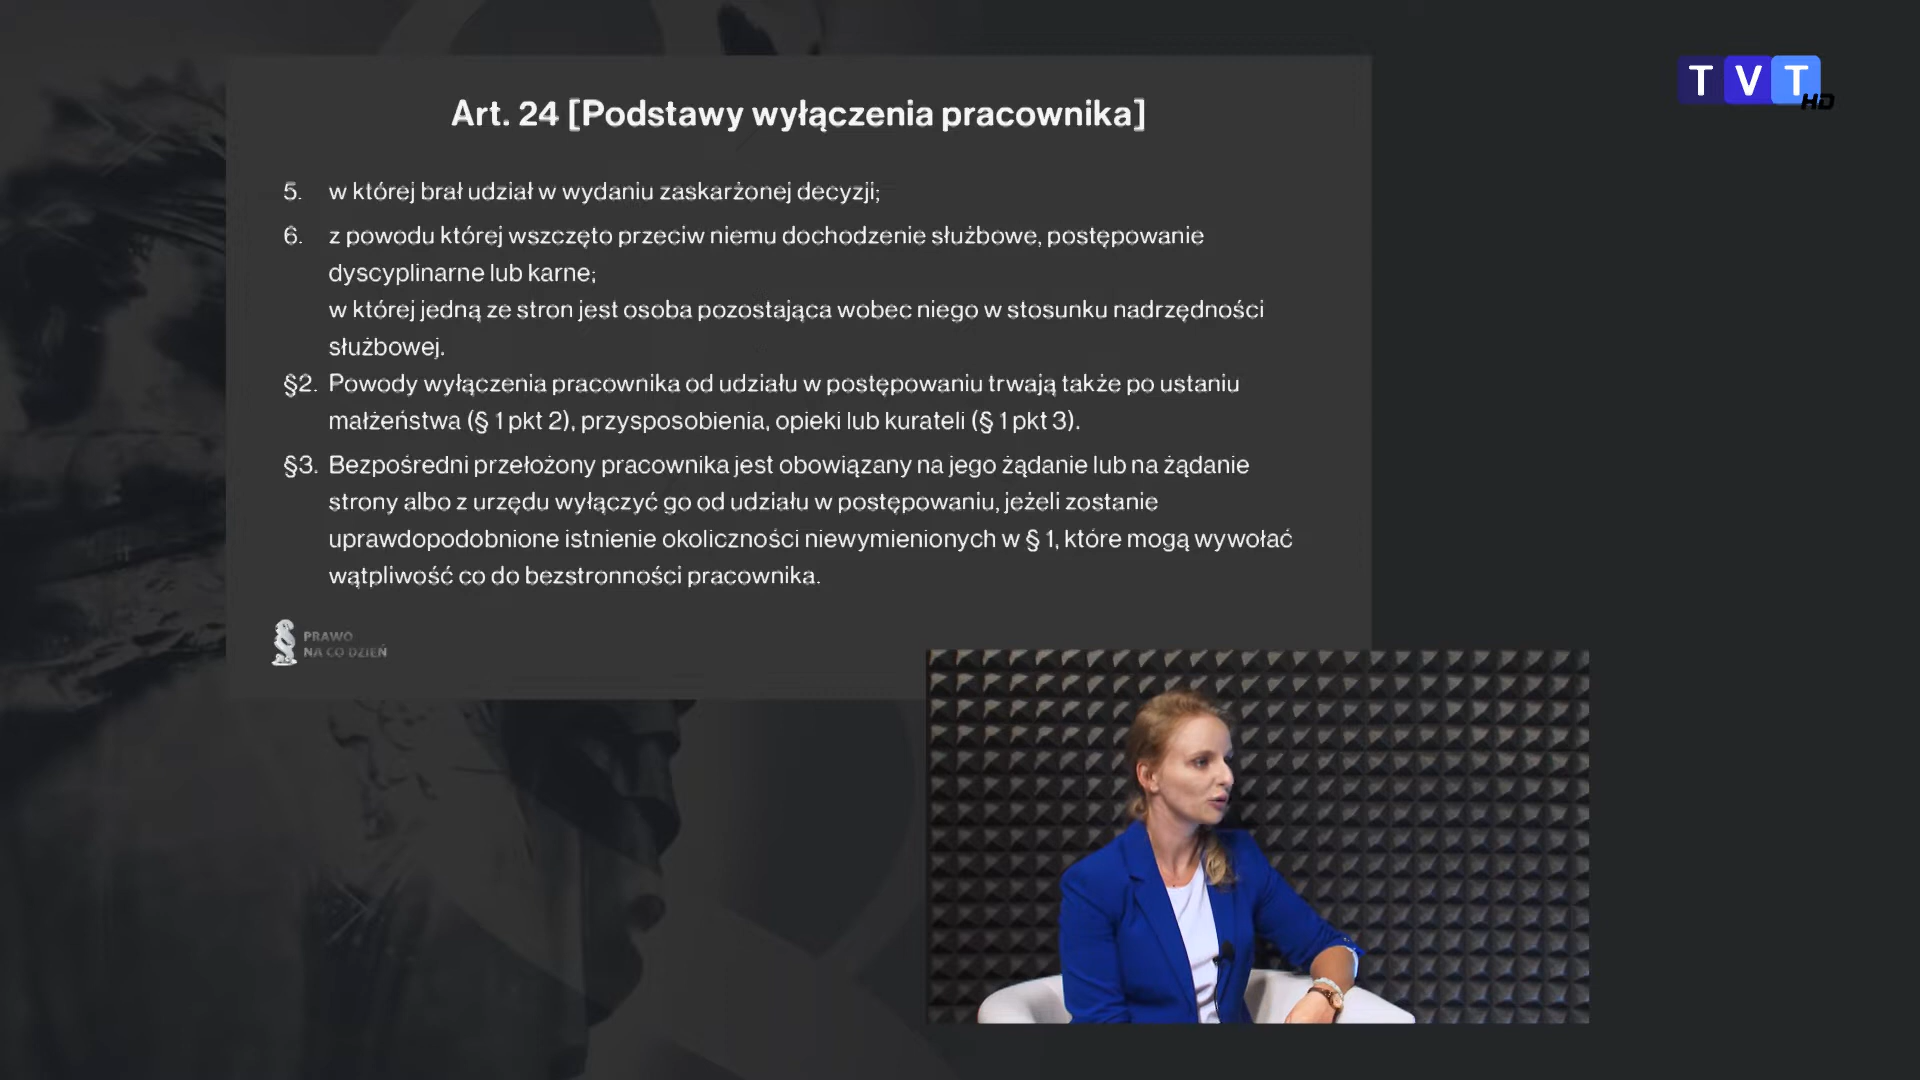 TVT HD
Art. 24 [Podstawy wyłączenia pracownika]
5. w której brał udział w wydaniu zaskarżonej decyzji;
6. z powodu której wszczęto przeciw niemu dochodzenie służbowe, postępowanie
dyscyplinarne lub karne;
w której jedną ze stron jest osoba pozostająca wobec niego w stosunku nadrzędności
służbowej.
§2. Powody wyłączenia pracownika od udziału w postępowaniu trwają także po ustaniu
małżeństwa (§ 1 pkt 2), przysposobienia, opieki lub kurateli (§ 1 pkt 3).
§3. Bezpośredni przełożony pracownika jest obowiązany na jego żądanie lub na żądanie
strony albo z urzędu wyłączyć go od udziału w postępowaniu, jeżeli zostanie
uprawdopodobnione istnienie okoliczności niewymienionych w § 1, które mogą wywołać
wątpliwość co do bezstronności pracownika.
PRAWO
NA CO DZIEŃ